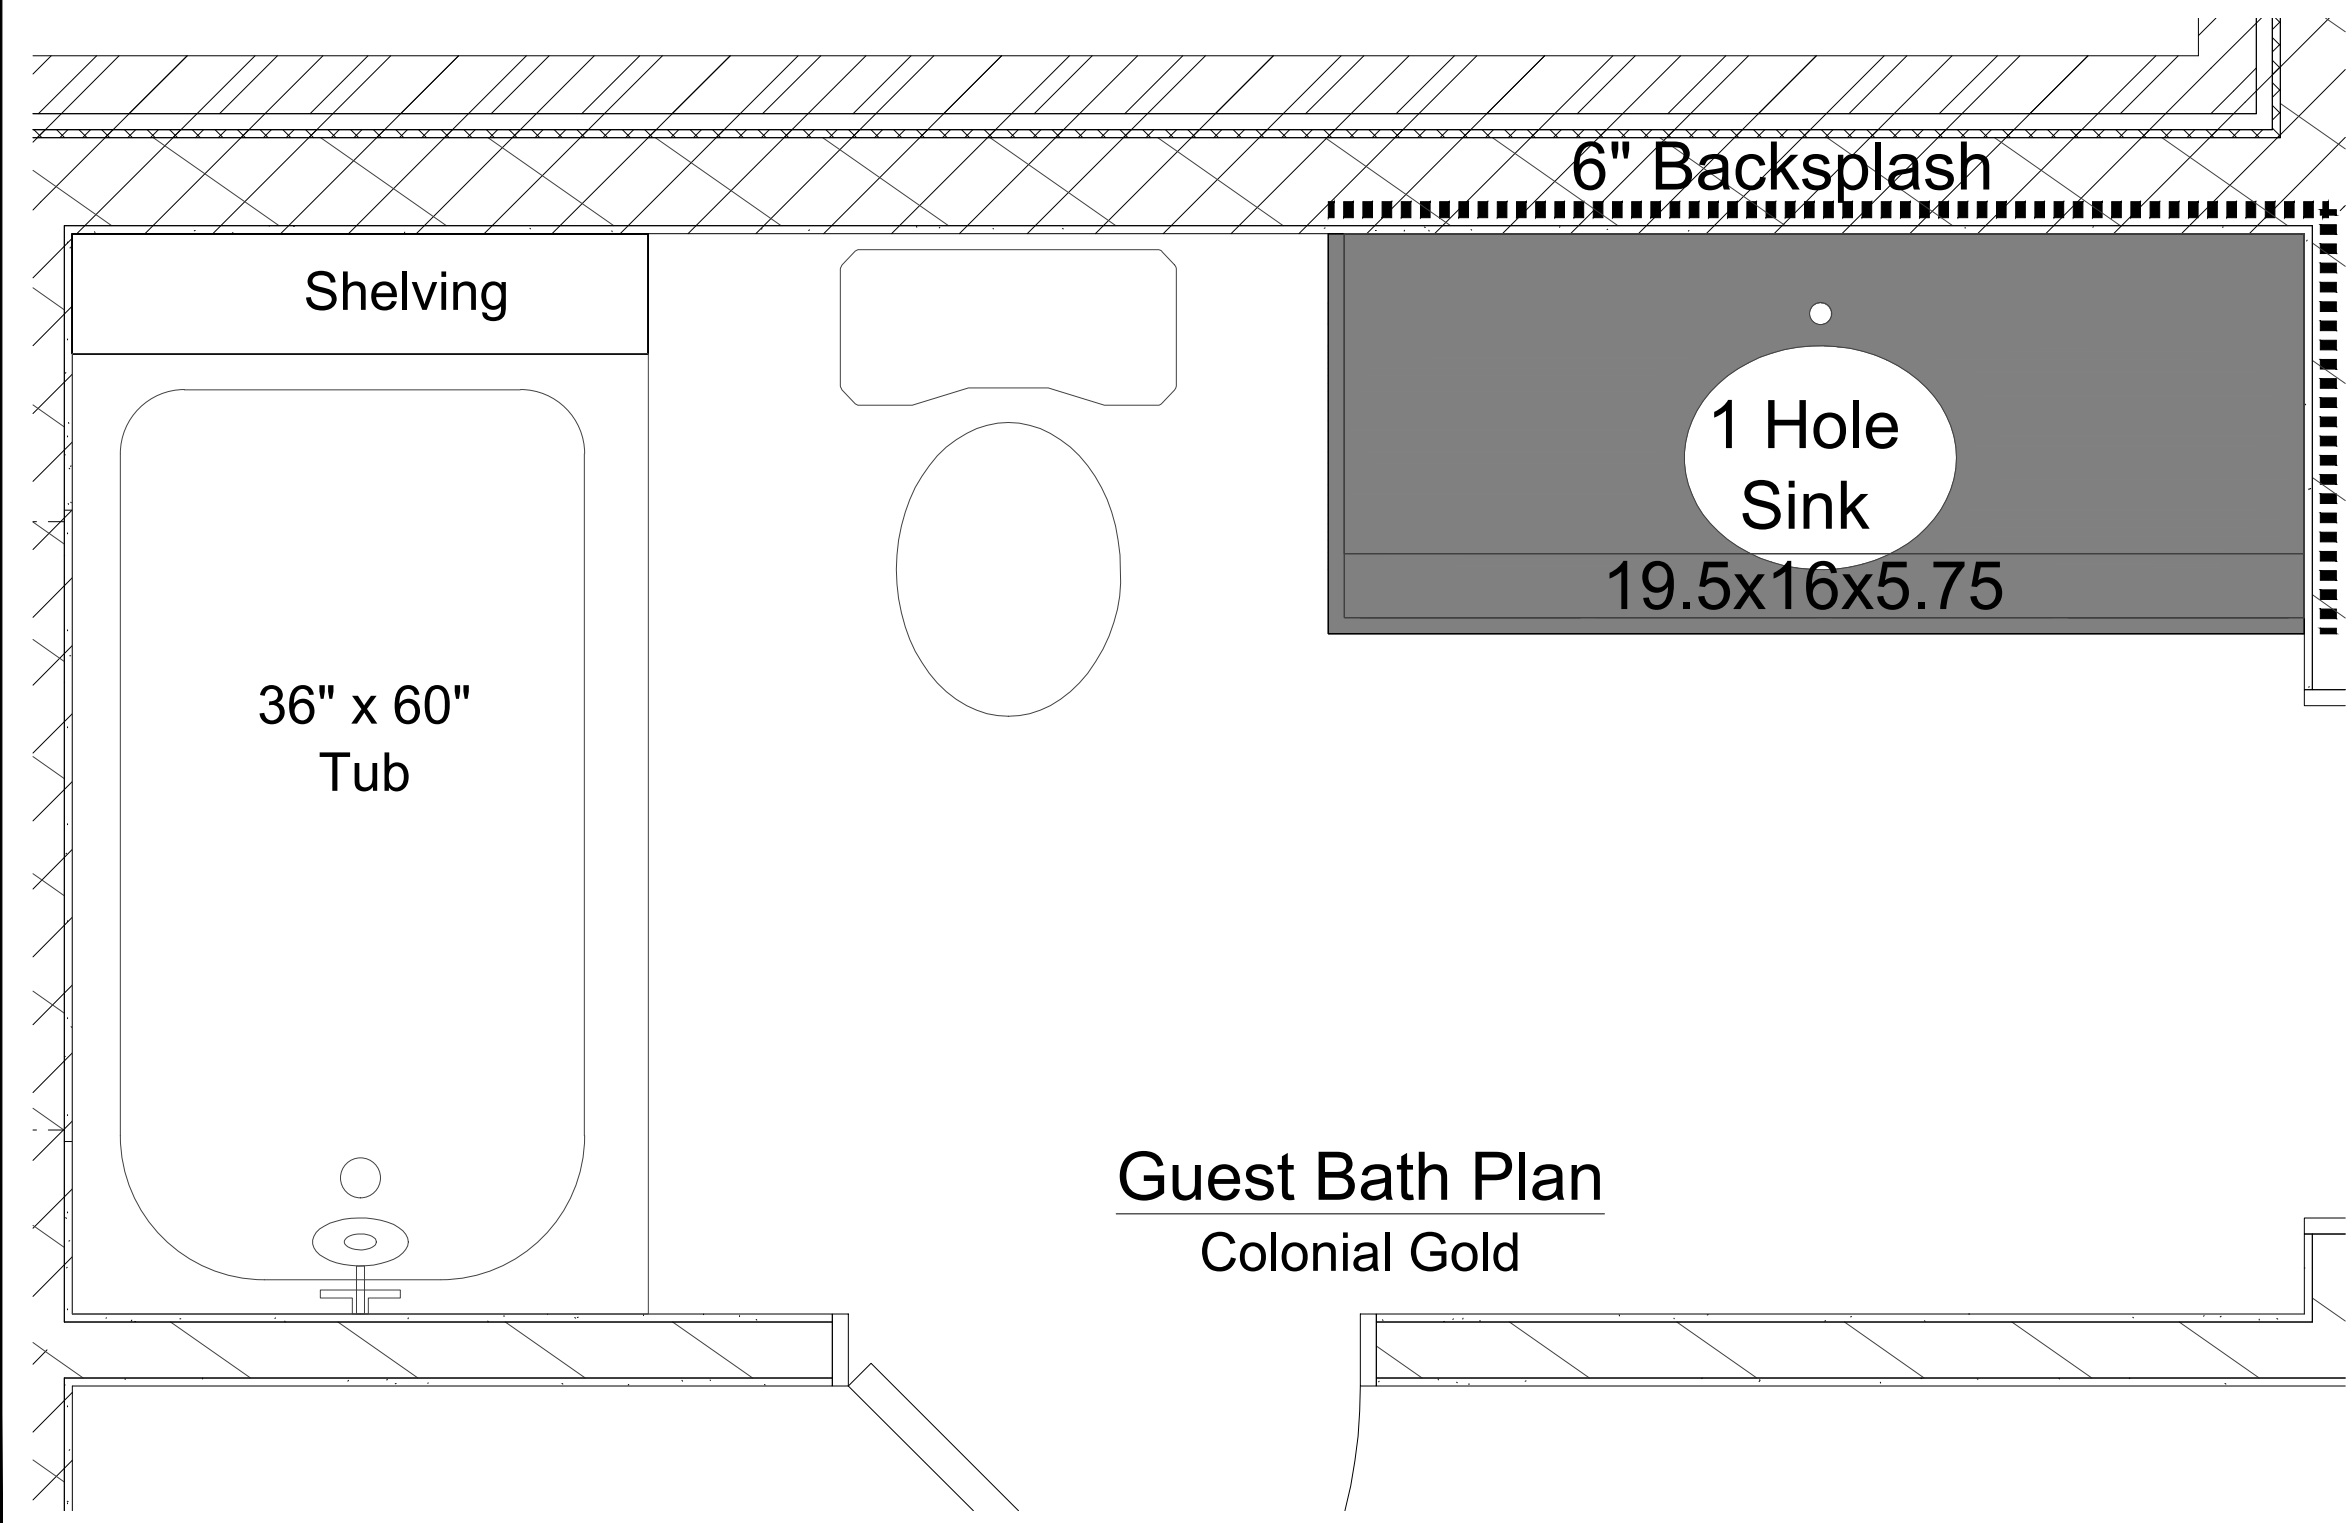 6" Backsplash
Shelving
1 Hole
Sink
19.5x16x5.75
36" x 60"
Tub
Guest Bath Plan
Colonial Gold